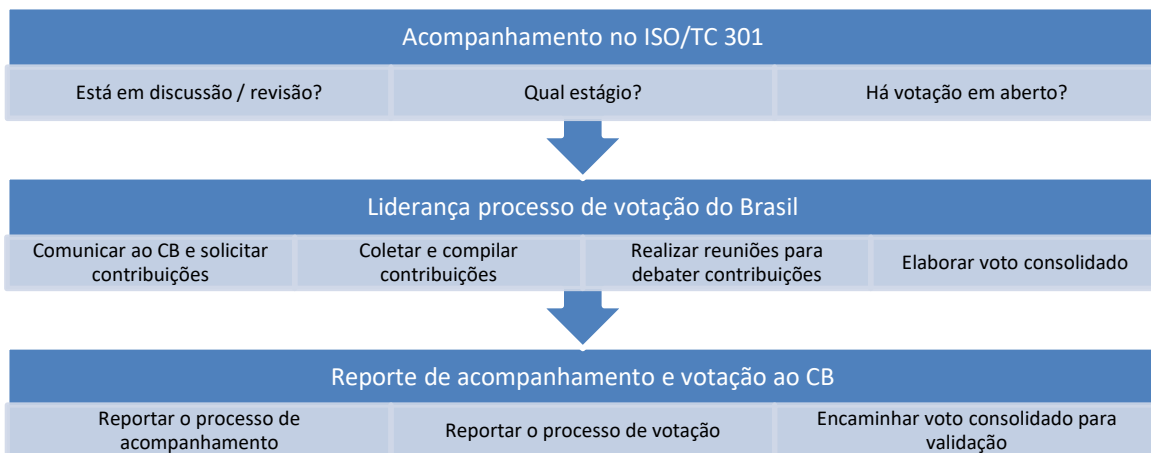 Acompanhamento no ISO/TC 301
Está em discussão / revisão?
Qual estágio?
Há votação em aberto?
Liderança processo de votação do Brasil
Comunicar ao CB e solicitar
contribuições
Coletar e compilar
contribuições
Realizar reuniões para
debater contribuições
Elaborar voto consolidado
Reporte de acompanhamento e votação ao CB
Reportar o processo de
acompanhamento
Reportar o processo de votação
Encaminhar voto consolidado para
validação